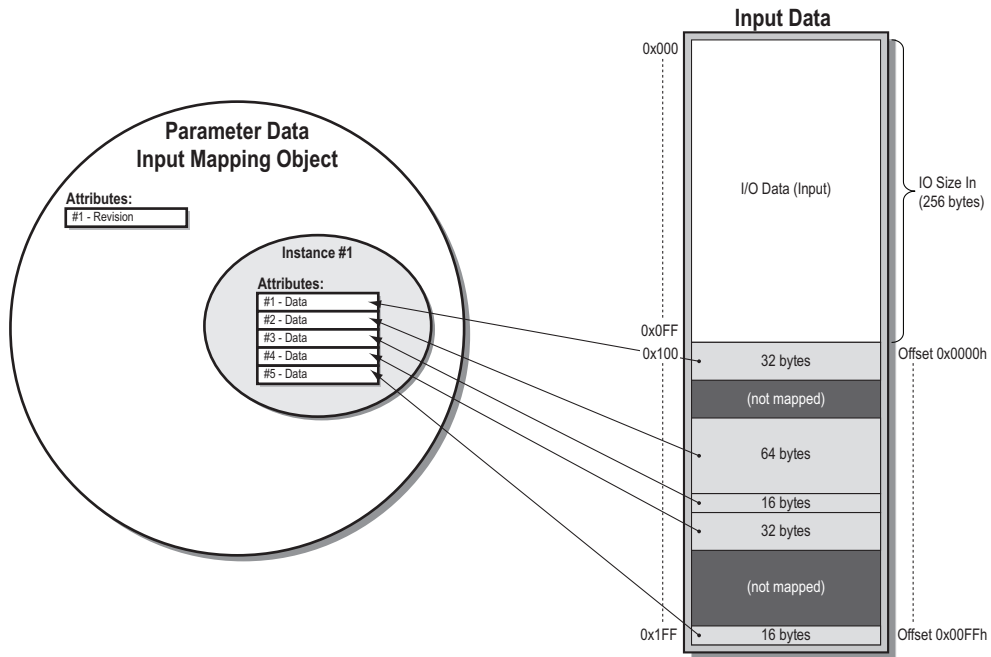 Input Data
0x000
Parameter Data
Input Mapping Object
Attributes:
#1 - Revision
I/O Data (Input)
IO Size In
(256 bytes)
Instance #1
Attributes:
#1 - Data
#2 - Data
#3 - Data
#4 - Data
#5 - Data
0x0FF
0x100
32 bytes
Offset 0x0000h
(not mapped)
64 bytes
16 bytes
32 bytes
(not mapped)
0x1FF
16 bytes
Offset 0x00FFh